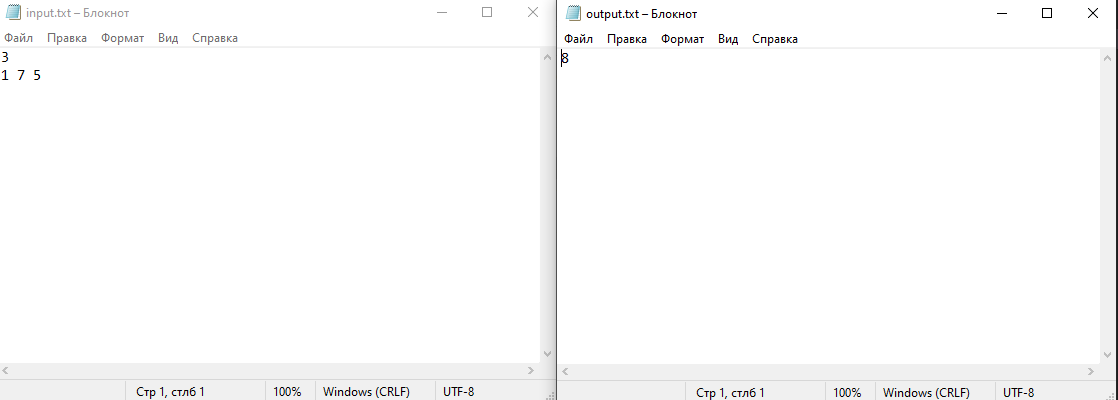 input.txt – Блокнот
Файл Правка Формат Вид Справка
3
1 7 5
Стр 1, стлб 1 100% Windows (CRLF) UTF-8
output.txt – Блокнот
Файл Правка Формат Вид Справка
8
Стр 1, стлб 1 100% Windows (CRLF) UTF-8